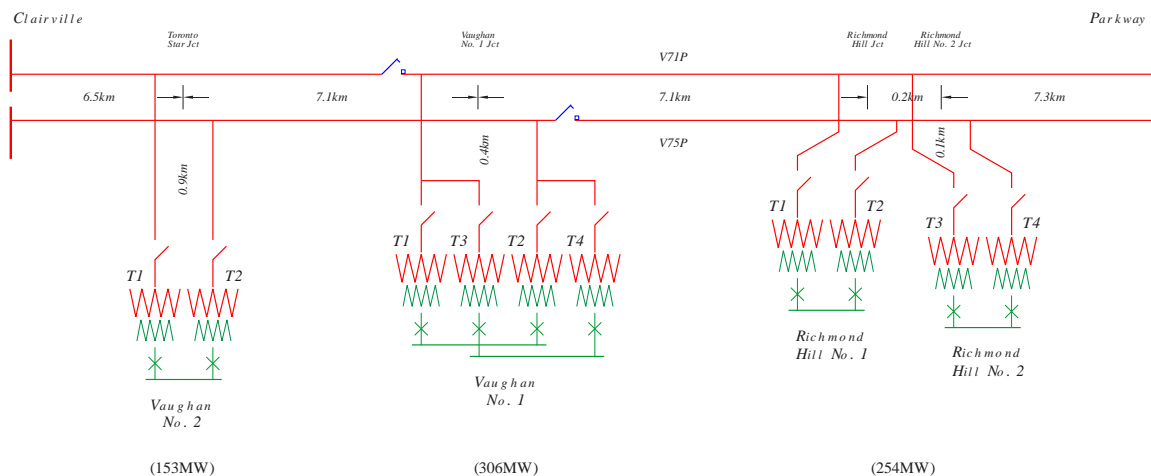 Clairville
Parkway
Toronto
Star Jct
Vaughan
No. 1 Jct
Richmond
Hill Jct
Richmond
Hill No. 2 Jct
V71P
6.5km
7.1km
7.1km
0.2km
7.3km
V75P
0.9km
0.4km
0.1km
T1
T2
T1
T3
T2
T4
T1
T2
T3
T4
Vaughan
No. 2
Vaughan
No. 1
Richmond
Hill No. 1
Richmond
Hill No. 2
(153MW)
(306MW)
(254MW)